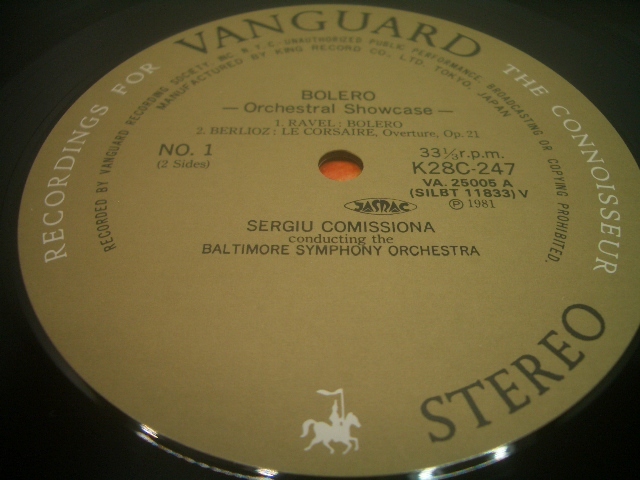 RECORDINGS FOR VANGUARD THE CONNOISSEUR
RECORDED BY VANGUARD RECORDING SOCIETY, INC. & N.Y.C. UNAUTHORIZED PUBLIC PERFORMANCE, BROADCASTING OR COPYING PROHIBITED.
MANUFACTURED BY KING RECORD CO., LTD. TOKYO, JAPAN
BOLERO
— Orchestral Showcase —
1. RAVEL : BOLERO
2. BERLIOZ : LE CORSAIRE, Overture, Op. 21
NO. 1
(2 Sides)
33⅓ r.p.m.
K28C-247
VA. 25005 A
(SILBT 11833) V
JASRAC
Ⓟ 1981
SERGIU COMISSIONA
conducting the
BALTIMORE SYMPHONY ORCHESTRA
STEREO